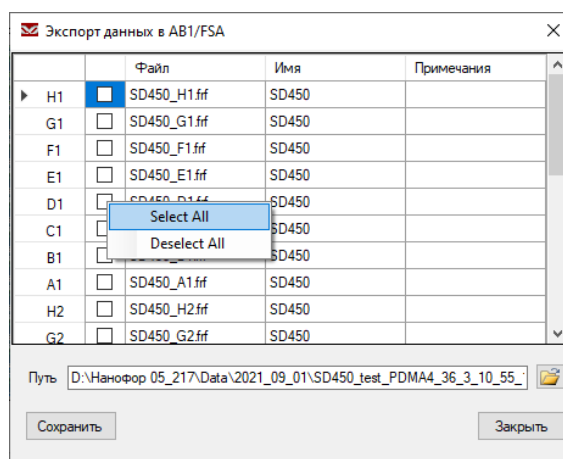 Экспорт данных в AB1/FSA
Файл Имя Примечания
H1 SD450_H1.frf SD450
G1 SD450_G1.frf SD450
F1 SD450_F1.frf SD450
E1 SD450_E1.frf SD450
D1 SD450_D1.frf SD450
Select All
C1 SD450
Deselect All
B1 SD450
A1 SD450_A1.frf SD450
H2 SD450_H2.frf SD450
G2 SD450_G2.frf SD450
Путь D:\Нанофор 05_217\Data\2021_09_01\SD450_test_PDMA4_36_3_10_55_
Сохранить Закрыть